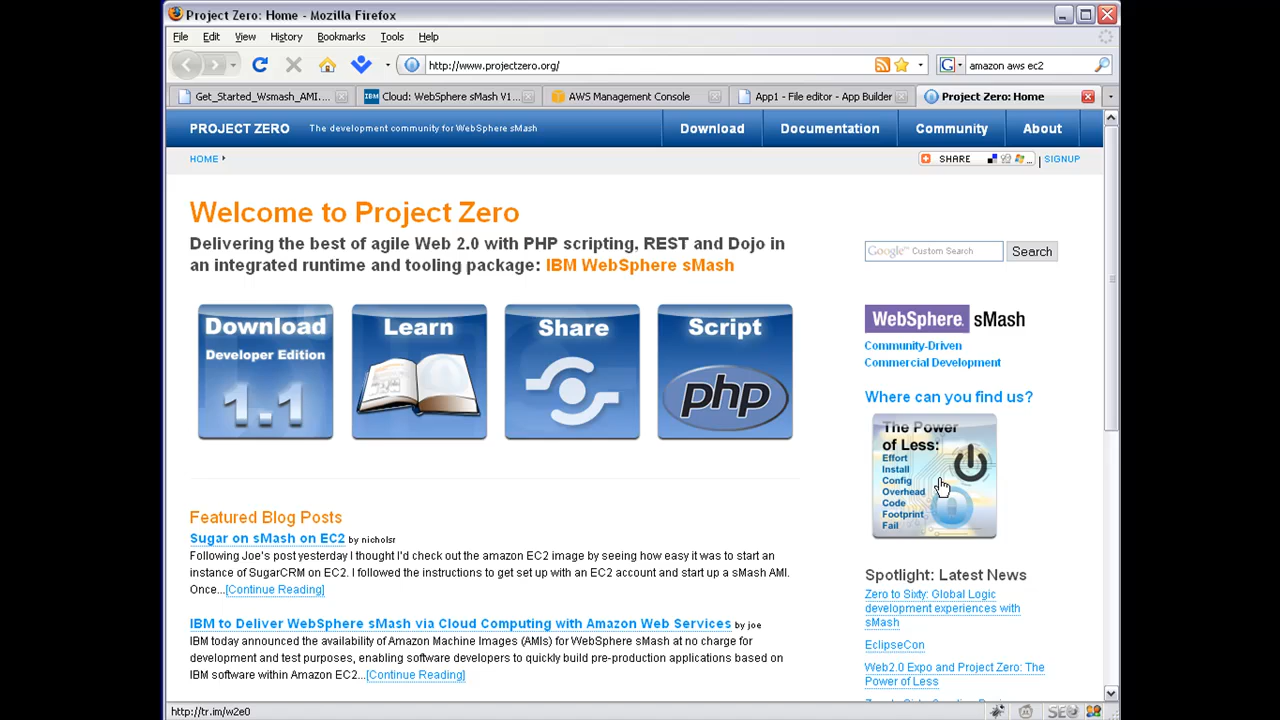 Project Zero: Home - Mozilla Firefox
File Edit View History Bookmarks Tools Help
http://www.projectzero.org/
amazon aws ec2
Get_Started_Wsmash_AMI....
IBM Cloud: WebSphere sMash V1...
AWS Management Console
App1 - File editor - App Builder
Project Zero: Home
PROJECT ZERO The development community for WebSphere sMash
Download Documentation Community About
HOME
SHARE ... | SIGNUP
Welcome to Project Zero
Delivering the best of agile Web 2.0 with PHP scripting, REST and Dojo in
an integrated runtime and tooling package: IBM WebSphere sMash
Google™ Custom Search Search
Download
Developer Edition
1.1
Learn
Share
Script
php
WebSphere. sMash
Community-Driven
Commercial Development
Where can you find us?
The Power
of Less:
Effort
Install
Config
Overhead
Code
Footprint
Fail
Featured Blog Posts
Sugar on sMash on EC2 by nicholsr
Following Joe's post yesterday I thought I'd check out the amazon EC2 image by seeing how easy it was to start an
instance of SugarCRM on EC2. I followed the instructions to get set up with an EC2 account and start up a sMash AMI.
Once...[Continue Reading]
IBM to Deliver WebSphere sMash via Cloud Computing with Amazon Web Services by joe
IBM today announced the availability of Amazon Machine Images (AMIs) for WebSphere sMash at no charge for
development and test purposes, enabling software developers to quickly build pre-production applications based on
IBM software within Amazon EC2...[Continue Reading]
Spotlight: Latest News
Zero to Sixty: Global Logic
development experiences with
sMash
EclipseCon
Web2.0 Expo and Project Zero: The
Power of Less
http://tr.im/w2e0